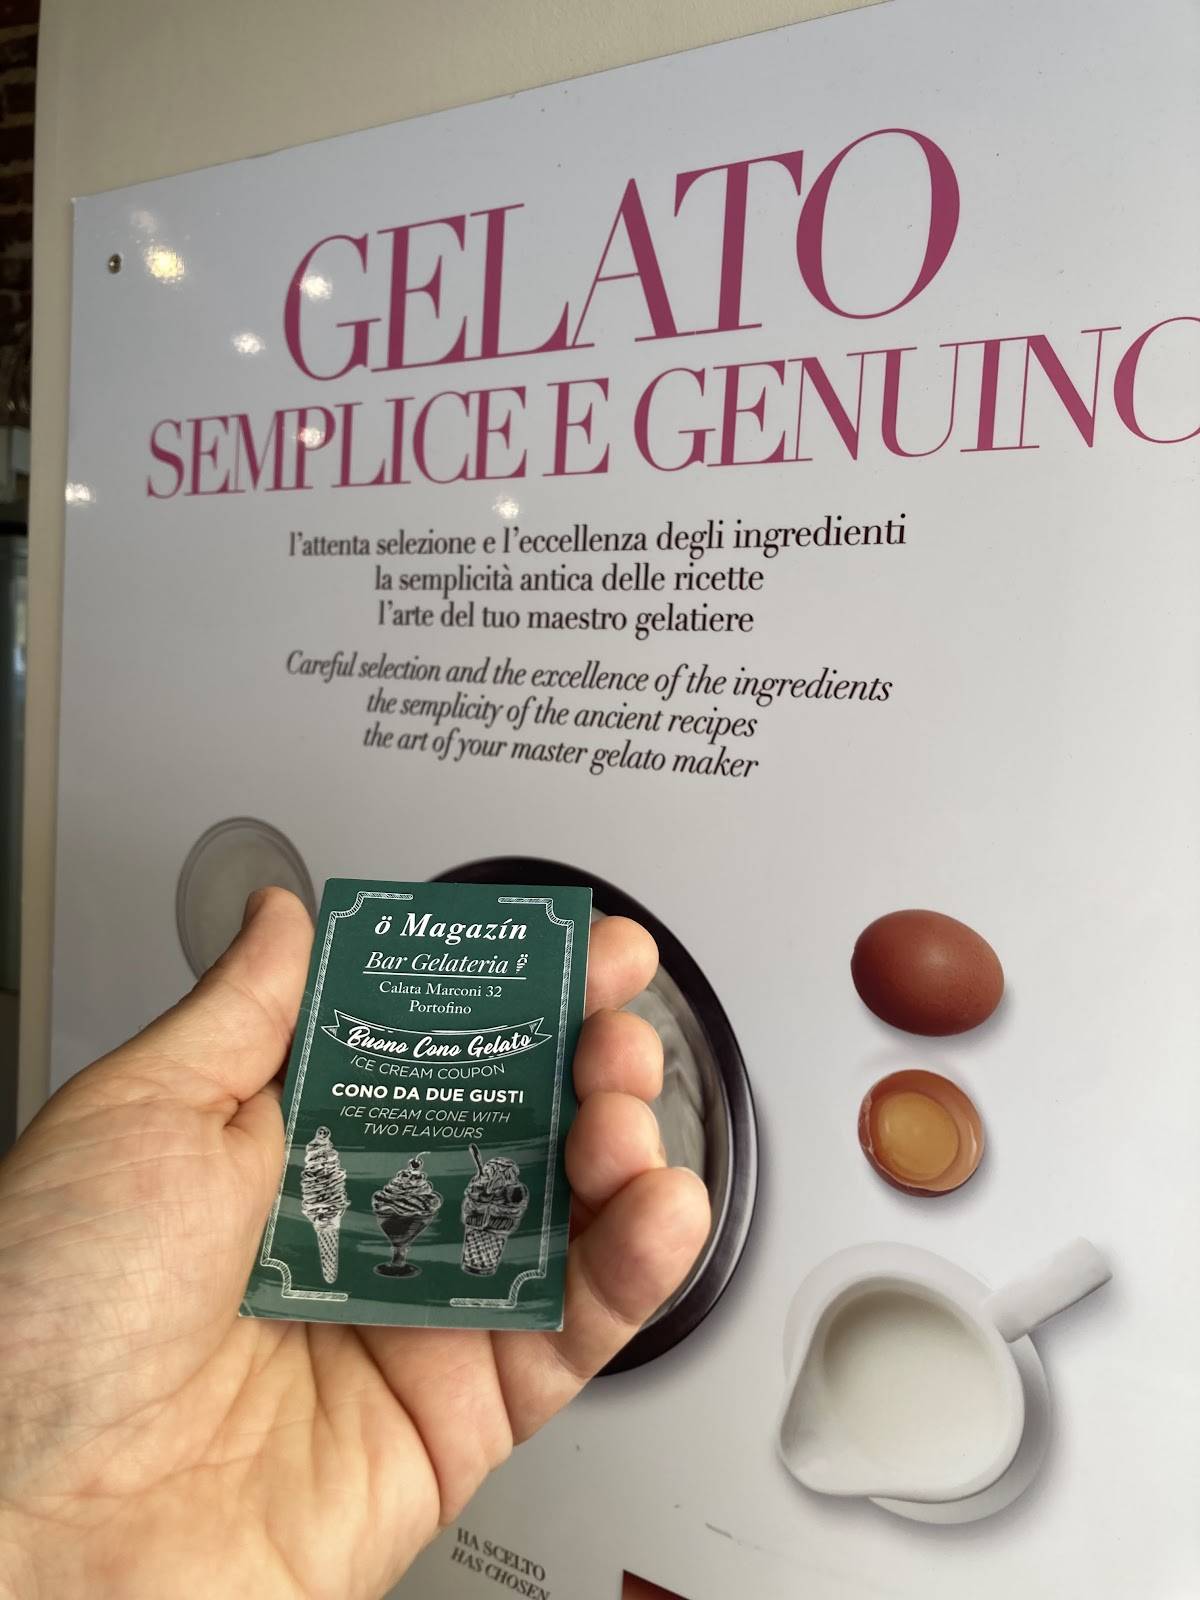 GELATO
SEMPLICE E GENUINO
l'attenta selezione e l'eccellenza degli ingredienti
la semplicità antica delle ricette
l'arte del tuo maestro gelatiere
Careful selection and the excellence of the ingredients
the semplicity of the ancient recipes
the art of your master gelato maker
ö Magazín
Bar Gelateria
Calata Marconi 32
Portofino
Buono Cono Gelato
ICE CREAM COUPON
CONO DA DUE GUSTI
ICE CREAM CONE WITH
TWO FLAVOURS
HA SCELTO
HAS CHOSEN